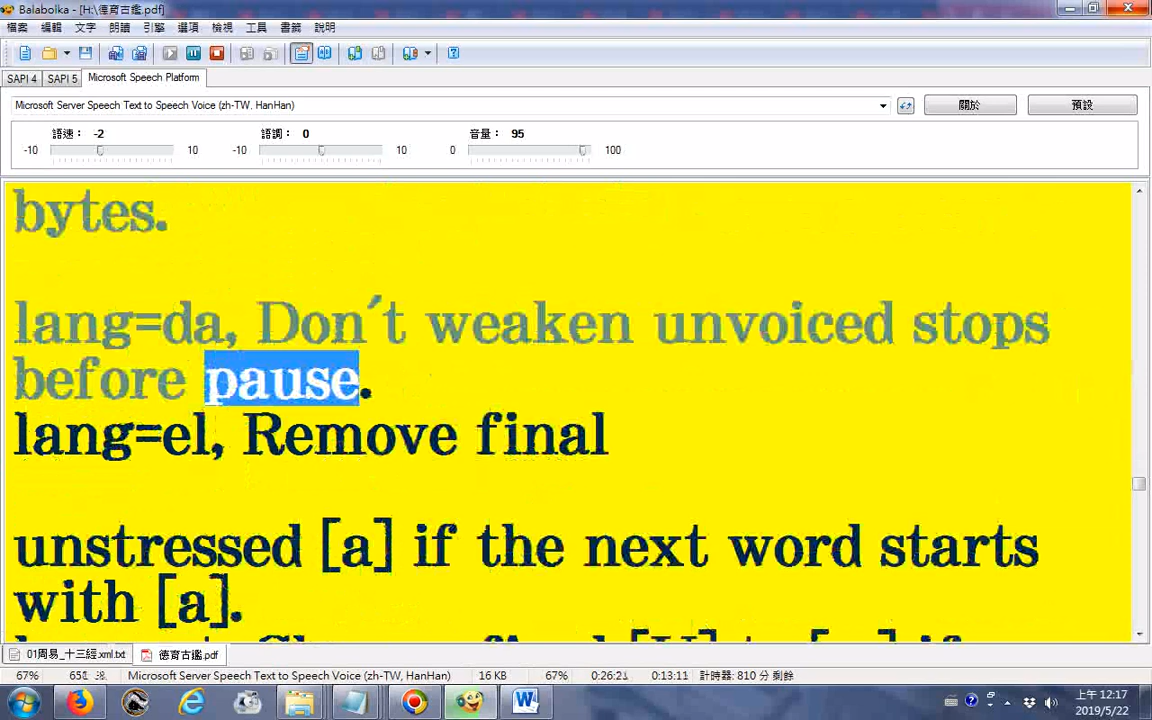 Balabolka - [H:\德育古鑑.pdf]
檔案 編輯 文字 朗讀 引擎 選項 檢視 工具 書籤 說明
SAPI 4 SAPI 5 Microsoft Speech Platform
Microsoft Server Speech Text to Speech Voice (zh-TW, HanHan)
關於 預設
語速： -2 語調： 0 音量： 95
-10 10 -10 10 0 100
bytes.
lang=da, Don't weaken unvoiced stops
before pause.
lang=el, Remove final
unstressed [a] if the next word starts
with [a].
01周易_十三經.xml.txt 德育古鑑.pdf
67% Microsoft Server Speech Text to Speech Voice (zh-TW, HanHan) 16 KB 67% 0:26:21 0:13:11 計時器: 810 分 剩餘
上午 12:17
2019/5/22